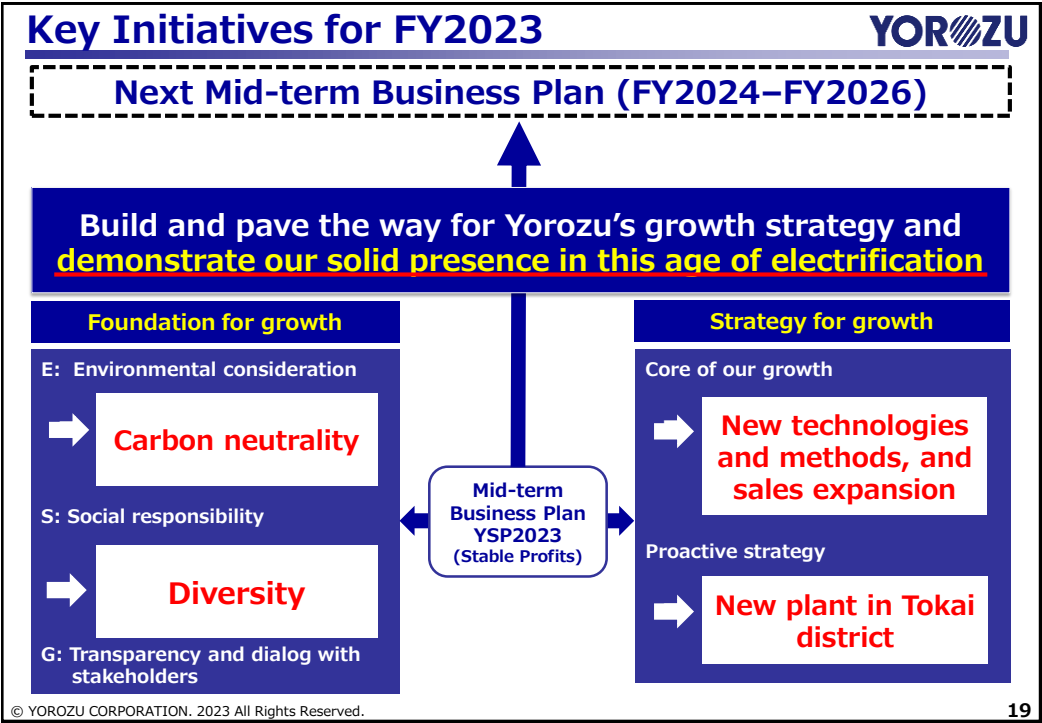 Key Initiatives for FY2023
YOROZU
Next Mid-term Business Plan (FY2024–FY2026)
Build and pave the way for Yorozu’s growth strategy and
demonstrate our solid presence in this age of electrification
Foundation for growth
E: Environmental consideration
Carbon neutrality
S: Social responsibility
Diversity
G: Transparency and dialog with
stakeholders
Mid-term
Business Plan
YSP2023
(Stable Profits)
Strategy for growth
Core of our growth
New technologies
and methods, and
sales expansion
Proactive strategy
New plant in Tokai
district
© YOROZU CORPORATION. 2023 All Rights Reserved.
19